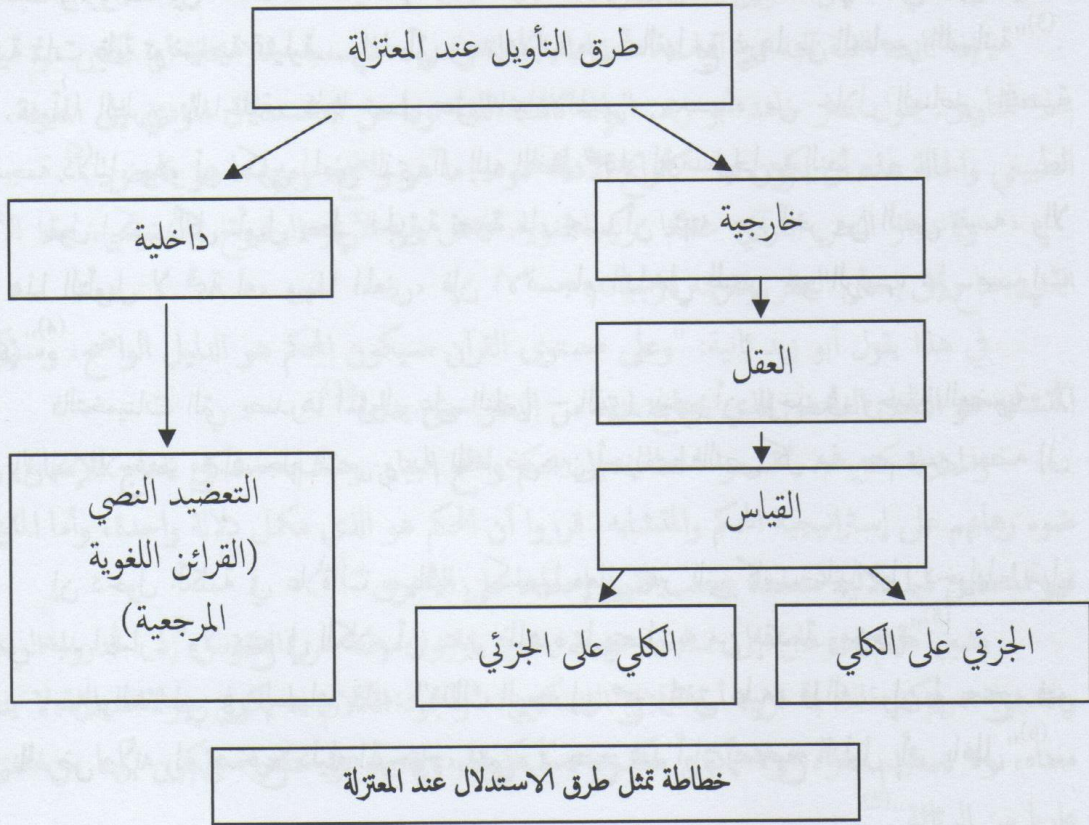 طرق التأويل عند المعتزلة
خارجية
داخلية
العقل
القياس
التعضيد النصي
(القرائن اللغوية
المرجعية)
الجزئي على الكلي
الكلي على الجزئي
خطاطة تمثل طرق الاستدلال عند المعتزلة